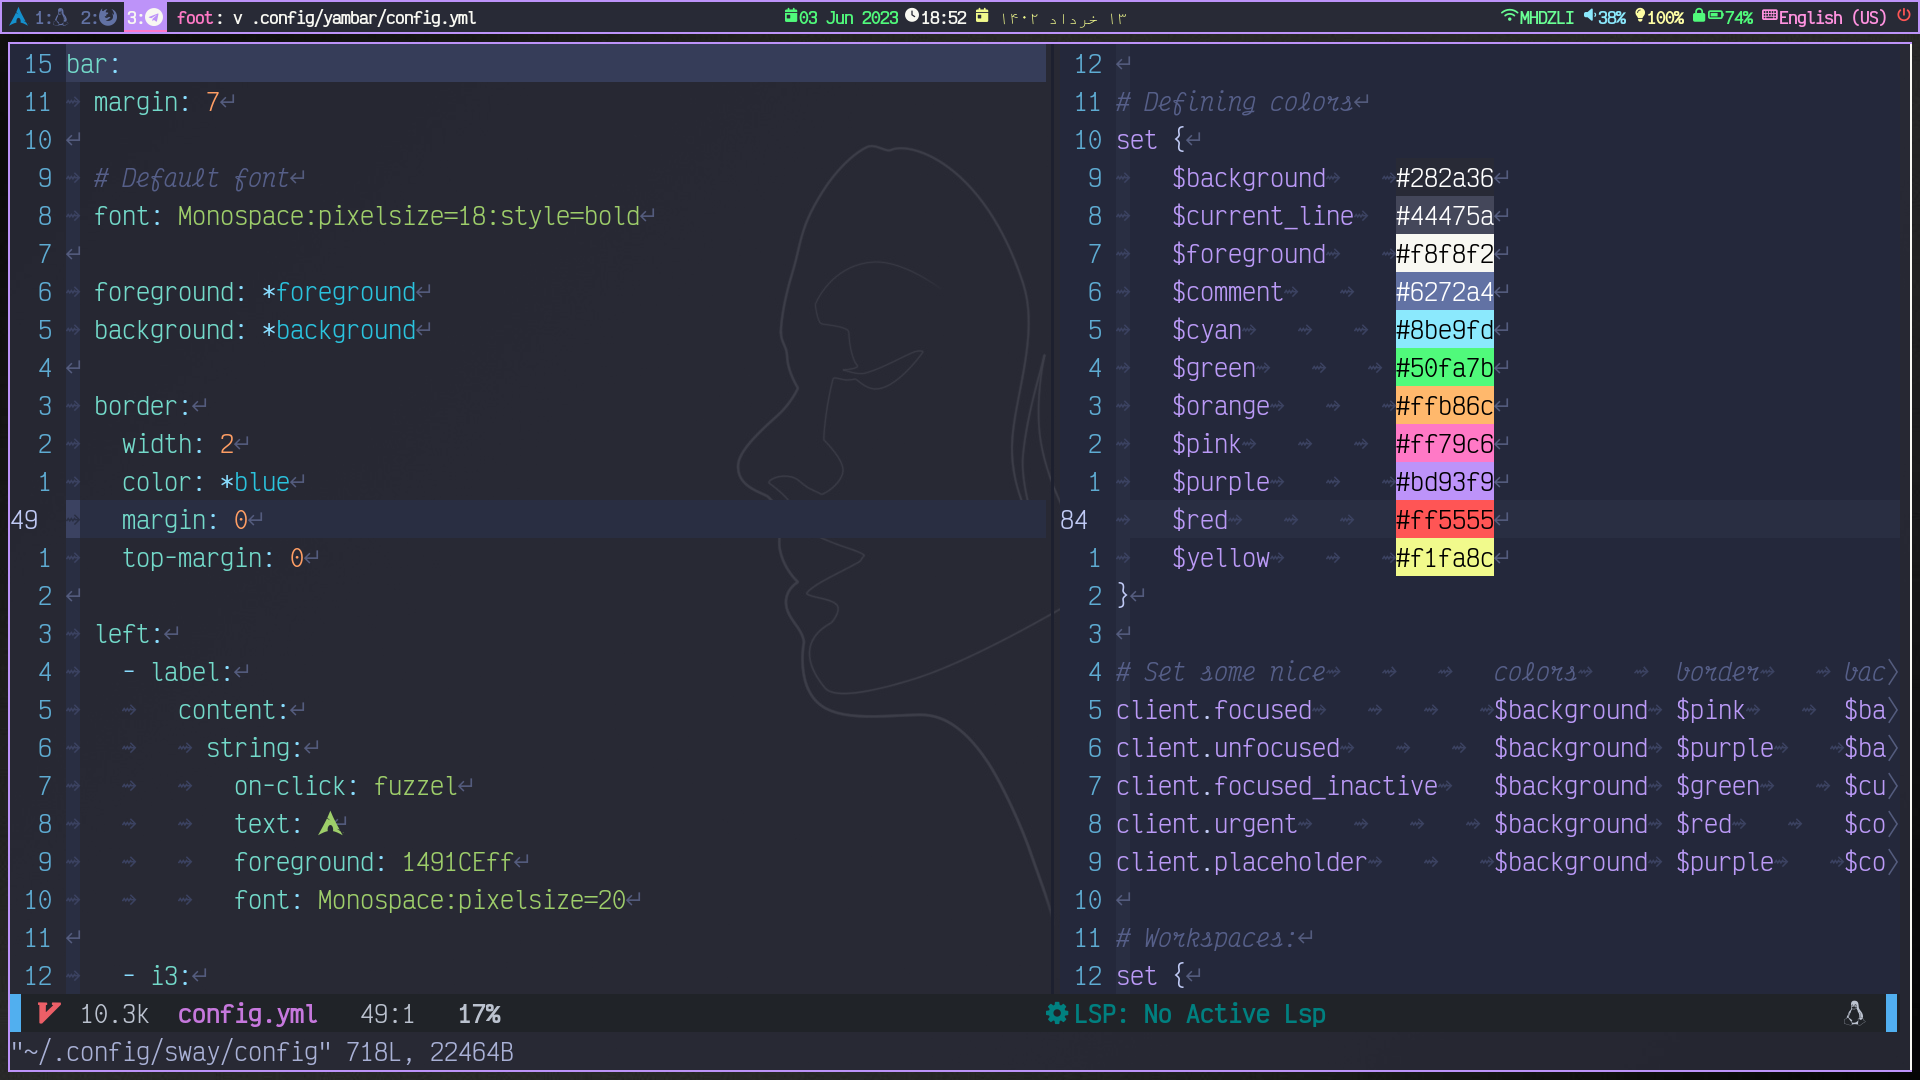 1: 2: 3: foot: v .config/yambar/config.yml 03 Jun 2023 18:52 ۱۳ خرداد ۱۴۰۲ MHDZLI 38% 100% 74% English (US)
15 bar:
11 margin: 7
10
9 # Default font
8 font: Monospace:pixelsize=18:style=bold
7
6 foreground: *foreground
5 background: *background
4
3 border:
2 width: 2
1 color: *blue
49 margin: 0
1 top-margin: 0
2
3 left:
4 - label:
5 content:
6 string:
7 on-click: fuzzel
8 text:
9 foreground: 1491CEff
10 font: Monospace:pixelsize=20
11
12 - i3:
12
11 # Defining colors
10 set {
9 $background #282a36
8 $current_line #44475a
7 $foreground #f8f8f2
6 $comment #6272a4
5 $cyan #8be9fd
4 $green #50fa7b
3 $orange #ffb86c
2 $pink #ff79c6
1 $purple #bd93f9
84 $red #ff5555
1 $yellow #f1fa8c
2 }
3
4 # Set some nice colors border bac
5 client.focused $background $pink $ba
6 client.unfocused $background $purple $ba
7 client.focused_inactive $background $green $cu
8 client.urgent $background $red $co
9 client.placeholder $background $purple $co
10
11 # Workspaces:
12 set {
10.3k config.yml 49:1 17% LSP: No Active Lsp
"~/.config/sway/config" 718L, 22464B